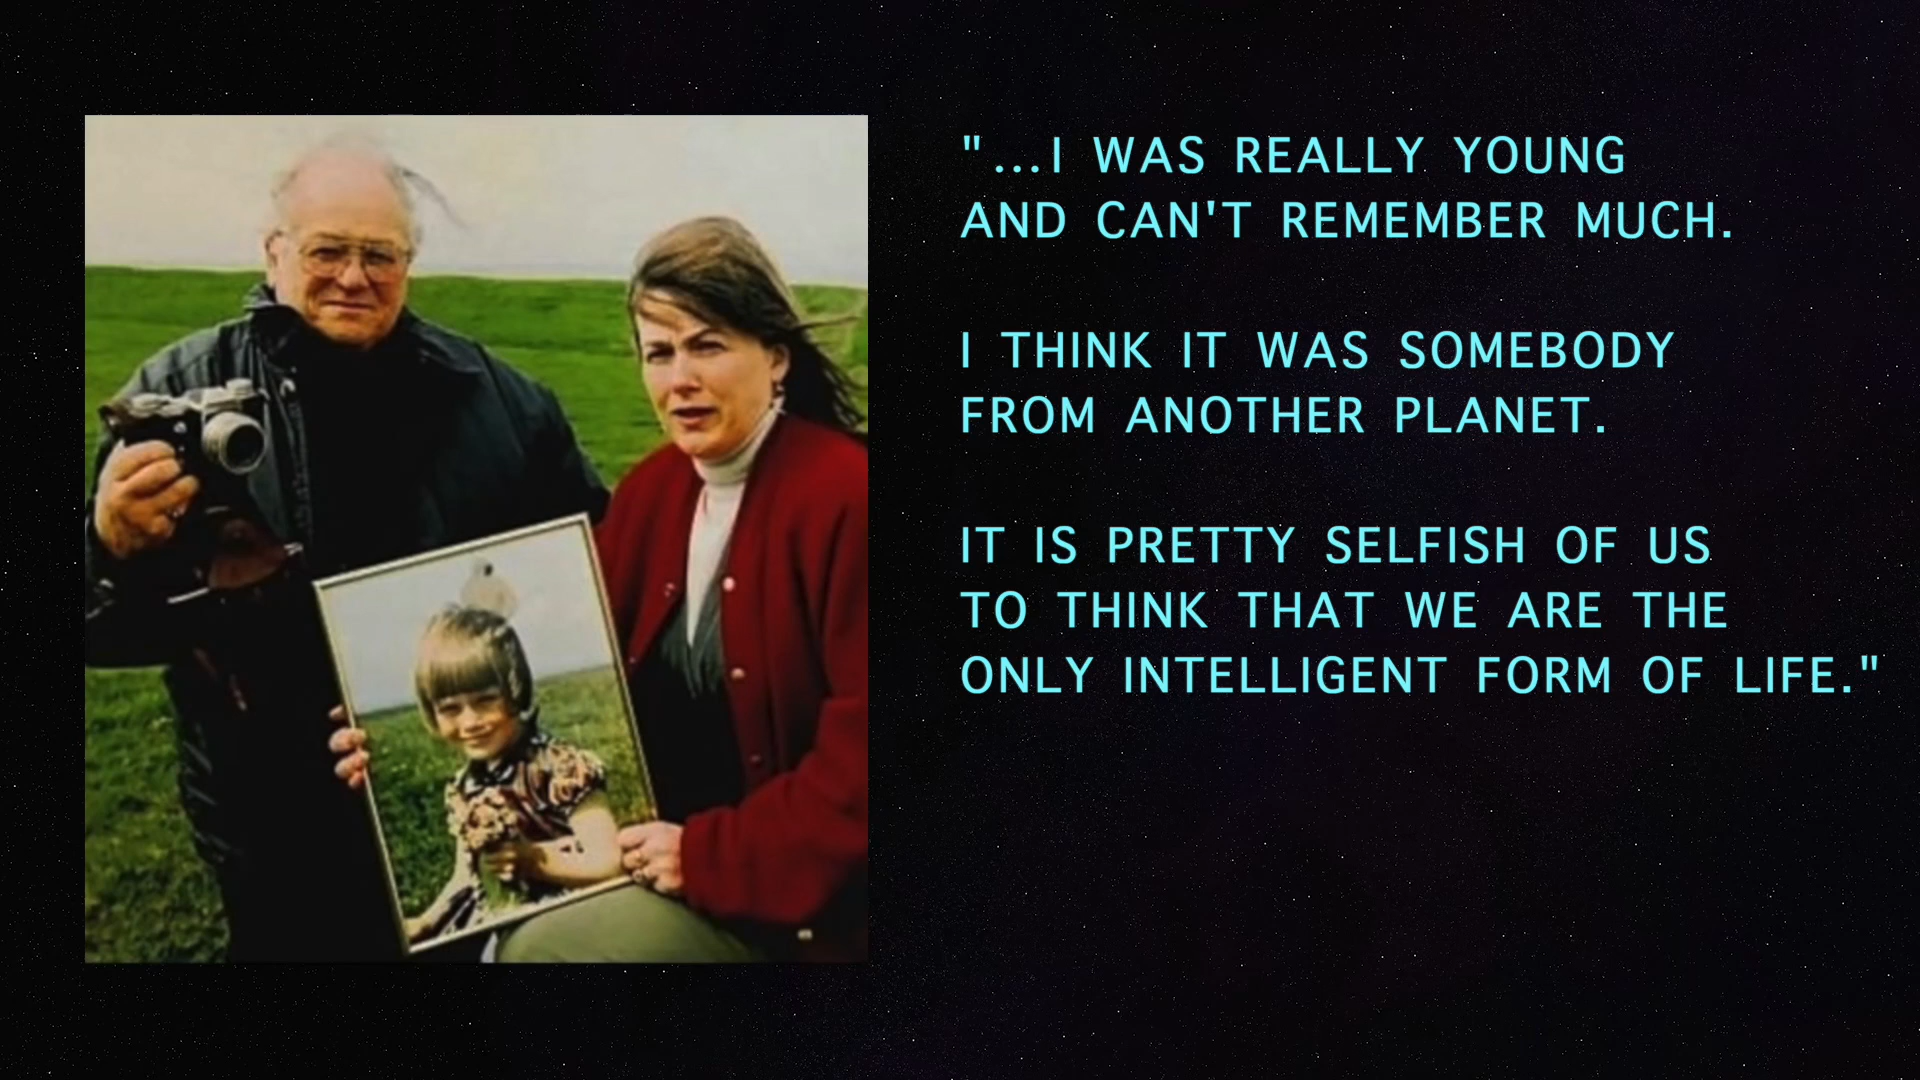 "...I WAS REALLY YOUNG
AND CAN'T REMEMBER MUCH.
I THINK IT WAS SOMEBODY
FROM ANOTHER PLANET.
IT IS PRETTY SELFISH OF US
TO THINK THAT WE ARE THE
ONLY INTELLIGENT FORM OF LIFE."